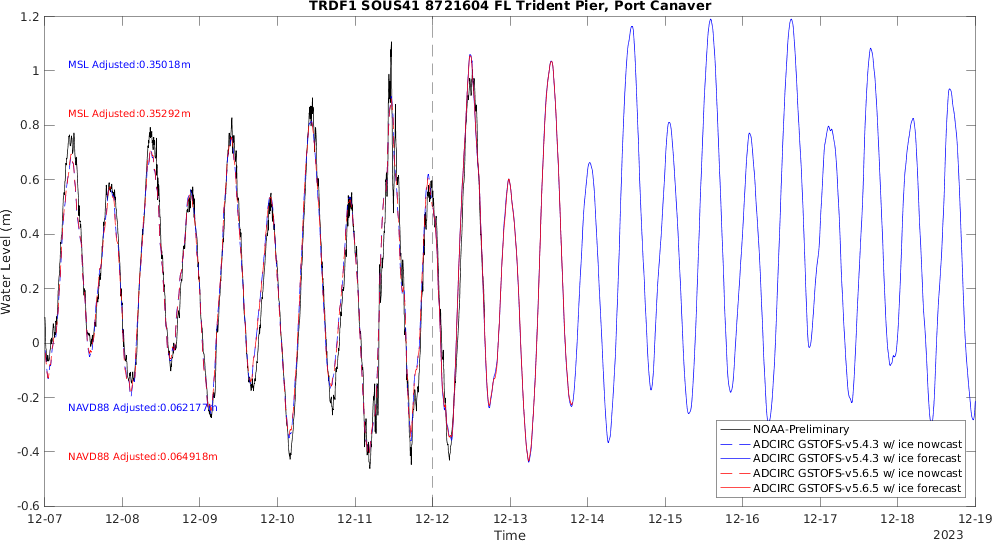 TRDF1 SOUS41 8721604 FL Trident Pier, Port Canaver
1.2
1
0.8
0.6
0.4
0.2
0
-0.2
-0.4
-0.6
Water Level (m)
MSL Adjusted:0.35018m
MSL Adjusted:0.35292m
NAVD88 Adjusted:0.062177m
NAVD88 Adjusted:0.064918m
NOAA-Preliminary
ADCIRC GSTOFS-v5.4.3 w/ ice nowcast
ADCIRC GSTOFS-v5.4.3 w/ ice forecast
ADCIRC GSTOFS-v5.6.5 w/ ice nowcast
ADCIRC GSTOFS-v5.6.5 w/ ice forecast
12-07 12-08 12-09 12-10 12-11 12-12 12-13 12-14 12-15 12-16 12-17 12-18 12-19
Time
2023